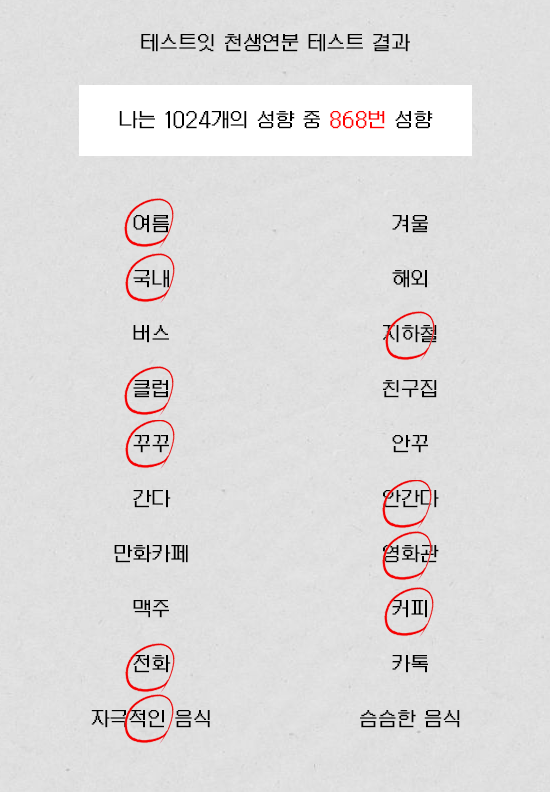 테스트잇 천생연분 테스트 결과
나는 1024개의 성향 중 868번 성향
여름 겨울
국내 해외
버스 지하철
클럽 친구집
꾸꾸 안꾸
간다 안간다
만화카페 영화관
맥주 커피
전화 카톡
자극적인 음식 슴슴한 음식